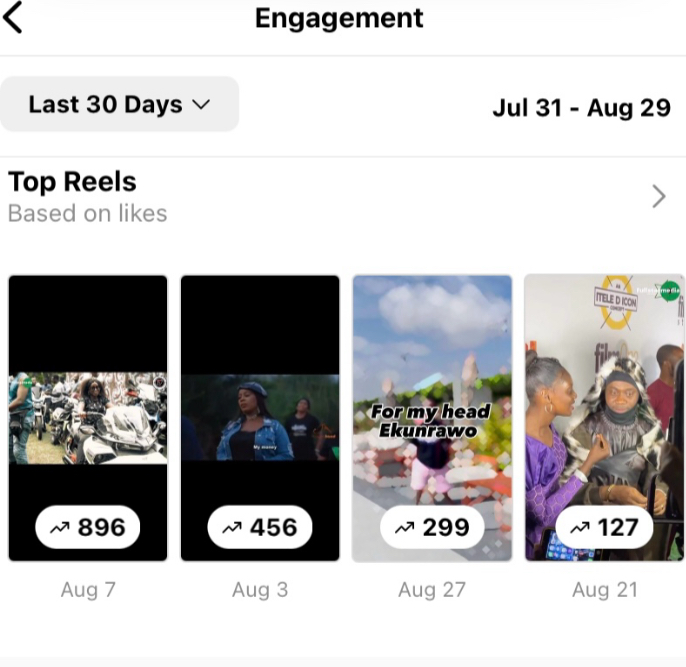 Engagement
Last 30 Days
Jul 31 - Aug 29
Top Reels
Based on likes
For my head
Ekunrawo
My money
ITELE D ICON
film
896
456
299
127
Aug 7
Aug 3
Aug 27
Aug 21